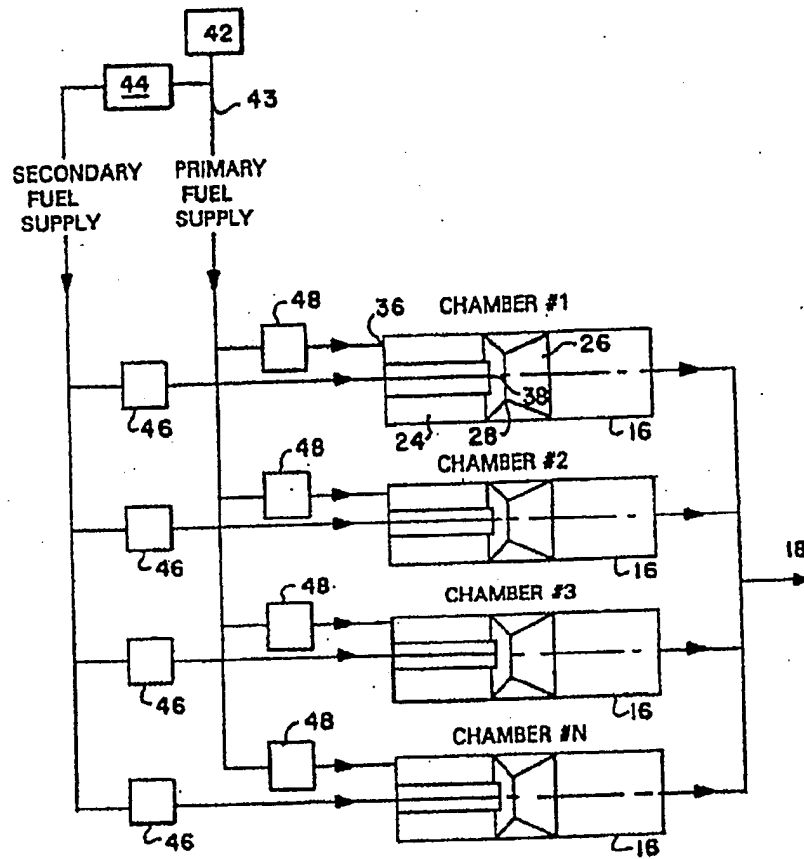 42
44
43
SECONDARY
FUEL
SUPPLY
PRIMARY
FUEL
SUPPLY
48
36
CHAMBER #1
26
38
46
24
28
16
48
CHAMBER #2
46
16
18
48
CHAMBER #3
46
16
48
CHAMBER #N
46
16